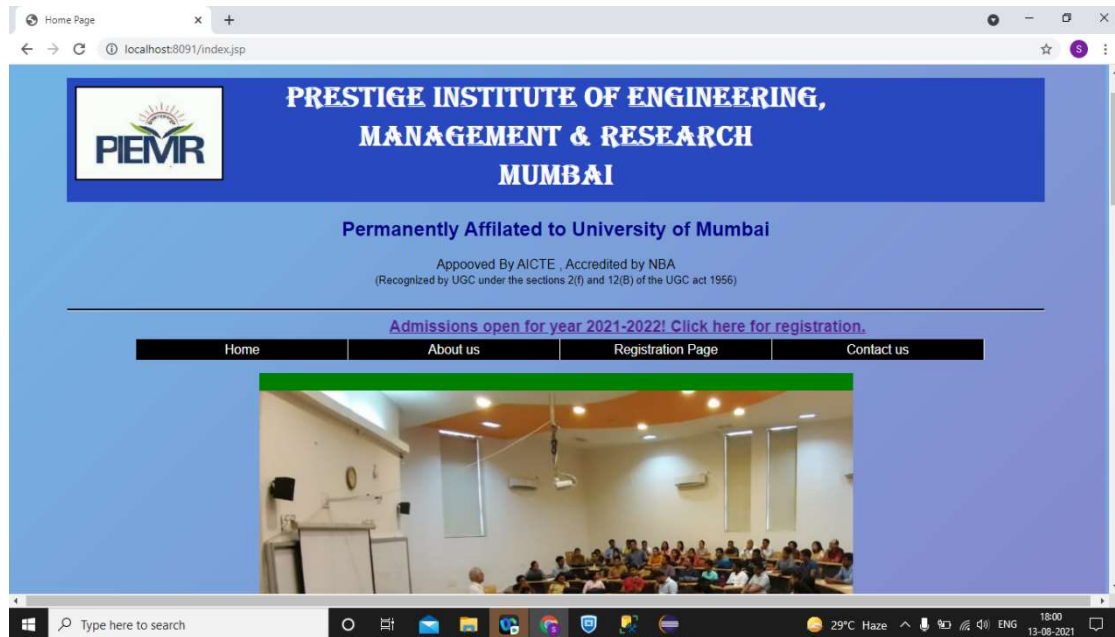 Home Page
localhost:8091/index.jsp
S
PIEMR
PRESTIGE INSTITUTE OF ENGINEERING,
MANAGEMENT & RESEARCH
MUMBAI
Permanently Affilated to University of Mumbai
Appooved By AICTE , Accredited by NBA
(Recognized by UGC under the sections 2(f) and 12(B) of the UGC act 1956)
Admissions open for year 2021-2022! Click here for registration.
Home About us Registration Page Contact us
Type here to search
29°C Haze ENG 18:00
13-08-2021